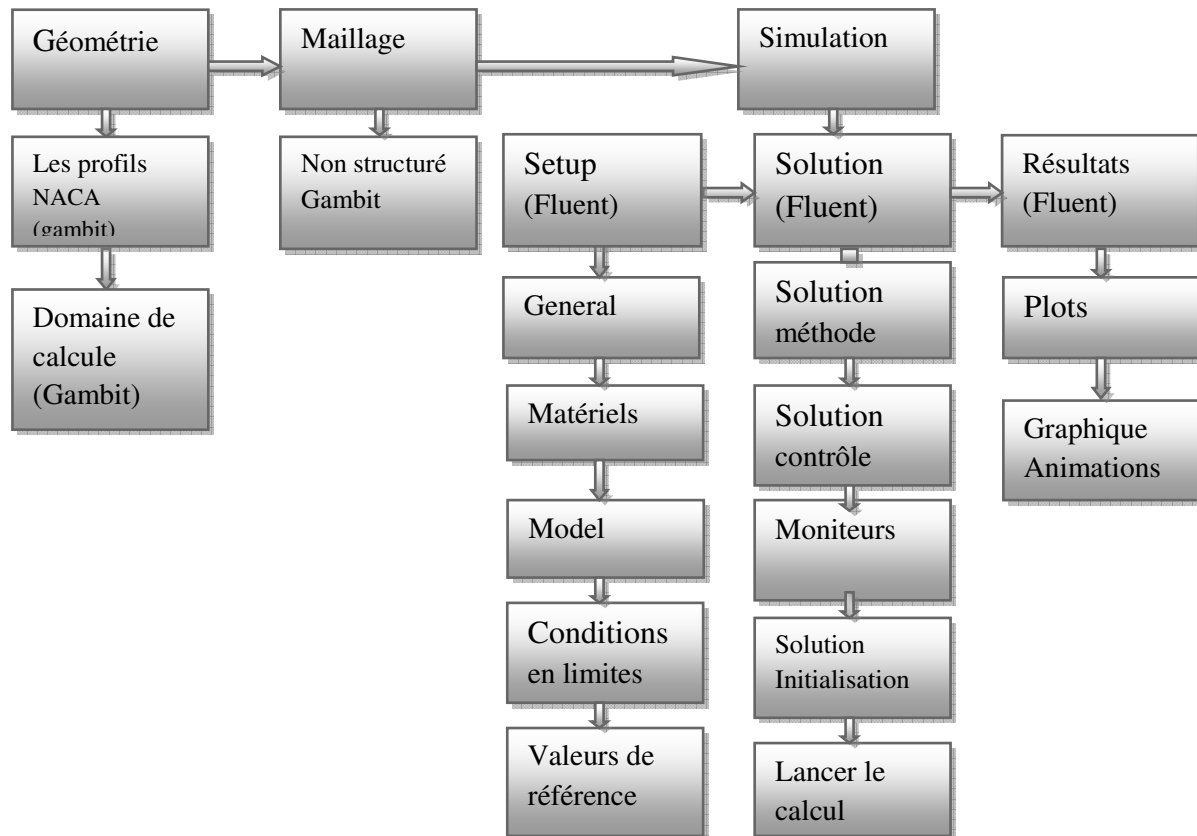 Géométrie
Maillage
Simulation
Les profils
NACA
(gambit)
Non structuré
Gambit
Setup
(Fluent)
Solution
(Fluent)
Résultats
(Fluent)
Domaine de
calcule
(Gambit)
General
Solution
méthode
Plots
Matériels
Solution
contrôle
Graphique
Animations
Model
Moniteurs
Conditions
en limites
Solution
Initialisation
Valeurs de
référence
Lancer le
calcul